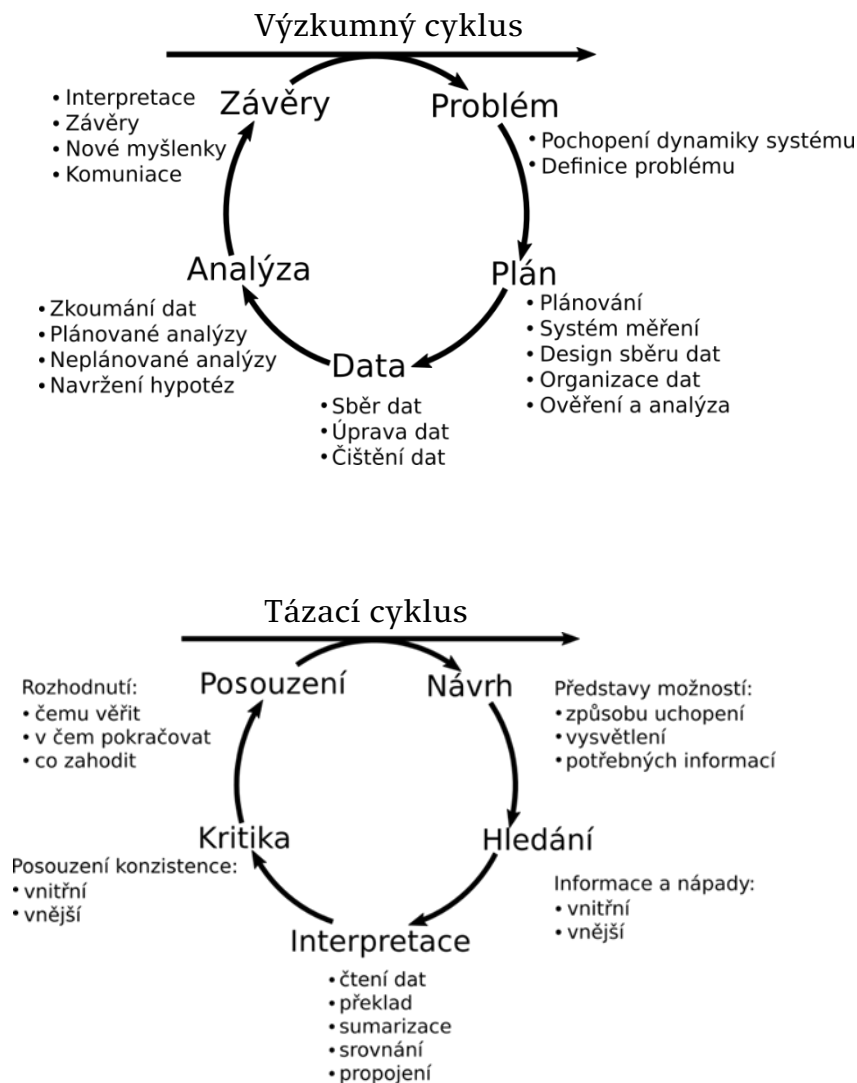 Výzkumný cyklus
Závěry
• Interpretace
• Závěry
• Nové myšlenky
• Komuniace
Problém
• Pochopení dynamiky systému
• Definice problému
Plán
• Plánování
• Systém měření
• Design sběru dat
• Organizace dat
• Ověření a analýza
Data
• Sběr dat
• Úprava dat
• Čištění dat
Analýza
• Zkoumání dat
• Plánované analýzy
• Neplánované analýzy
• Navržení hypotéz
Tázací cyklus
Posouzení
Rozhodnutí:
• čemu věřit
• v čem pokračovat
• co zahodit
Návrh
Představy možností:
• způsobu uchopení
• vysvětlení
• potřebných informací
Hledání
Informace a nápady:
• vnitřní
• vnější
Interpretace
• čtení dat
• překlad
• sumarizace
• srovnání
• propojení
Kritika
Posouzení konzistence:
• vnitřní
• vnější